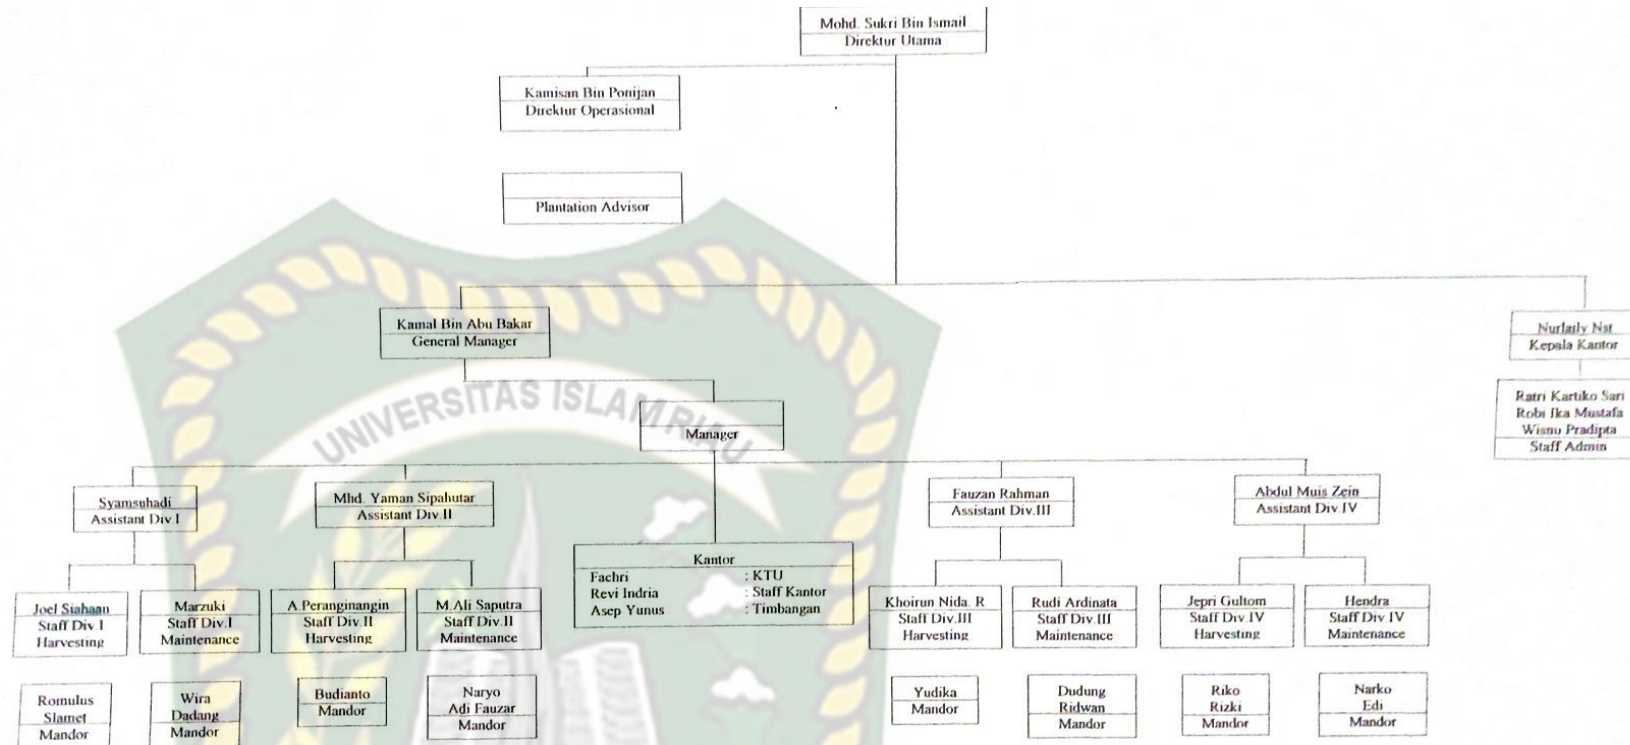 Mohd. Sukri Bin Ismail
Direktur Utama
Kamisan Bin Ponijan
Direktur Operasional
Plantation Advisor
Kamal Bin Abu Bakar
General Manager
Nurlaily Nst
Kepala Kantor
Ratri Kartiko Sari
Robi Ika Mustafa
Wisnu Pradipta
Staff Admin
UNIVERSITAS ISLAM RIAU
Manager
Syamsuhadi
Assistant Div I
Mhd. Yaman Sipahutar
Assistant Div.II
Fauzan Rahman
Assistant Div.III
Abdul Muis Zein
Assistant Div.IV
Kantor
Fachri : KTU
Revi Indria : Staff Kantor
Asep Yunus : Timbangan
Joel Siahaan
Staff Div I
Harvesting
Marzuki
Staff Div.I
Maintenance
A.Peranginangin
Staff Div.II
Harvesting
M.Ali Saputra
Staff Div.II
Maintenance
Khoirun Nida. R
Staff Div.III
Harvesting
Rudi Ardinata
Staff Div.III
Maintenance
Jepri Gultom
Staff Div.IV
Harvesting
Hendra
Staff Div IV
Maintenance
Romulus
Slamet
Mandor
Wira
Dadang
Mandor
Budianto
Mandor
Naryo
Adi Fauzar
Mandor
Yudika
Mandor
Dudung
Ridwan
Mandor
Riko
Rizki
Mandor
Narko
Edi
Mandor